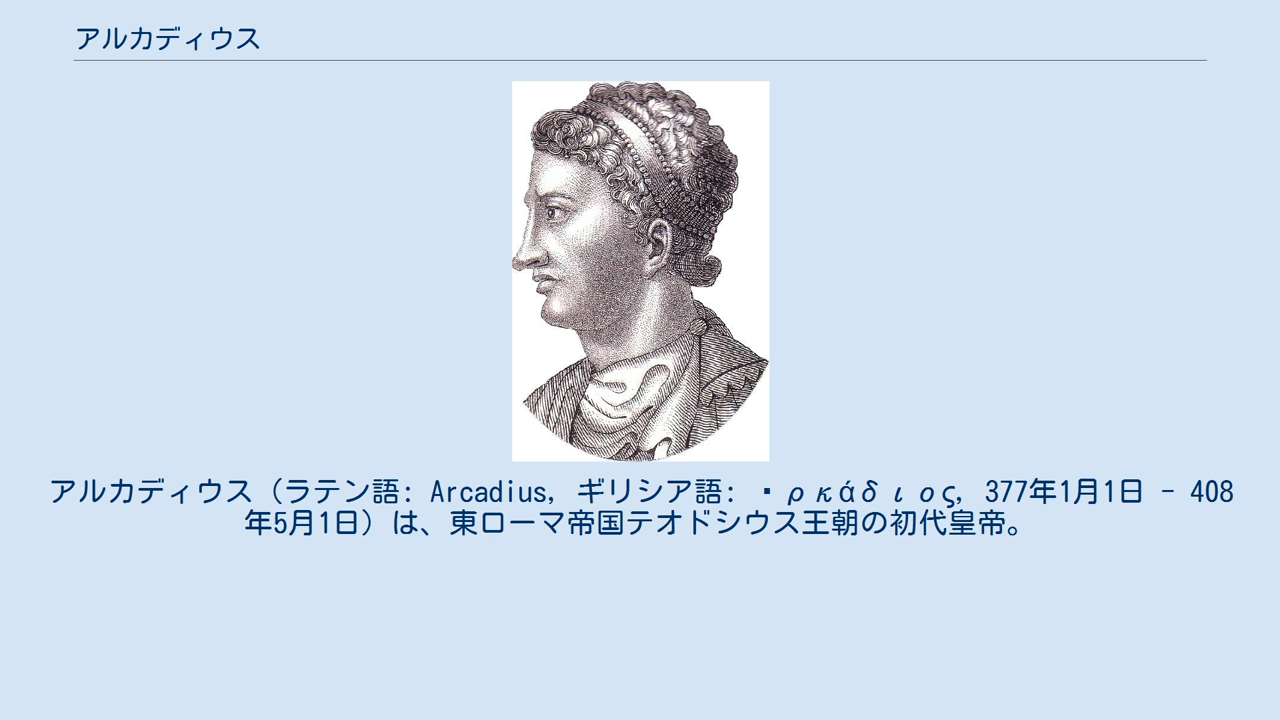 アルカディウス
アルカディウス（ラテン語: Arcadius, ギリシア語: ・ρκάδιος, 377年1月1日 - 408
年5月1日）は、東ローマ帝国テオドシウス王朝の初代皇帝。